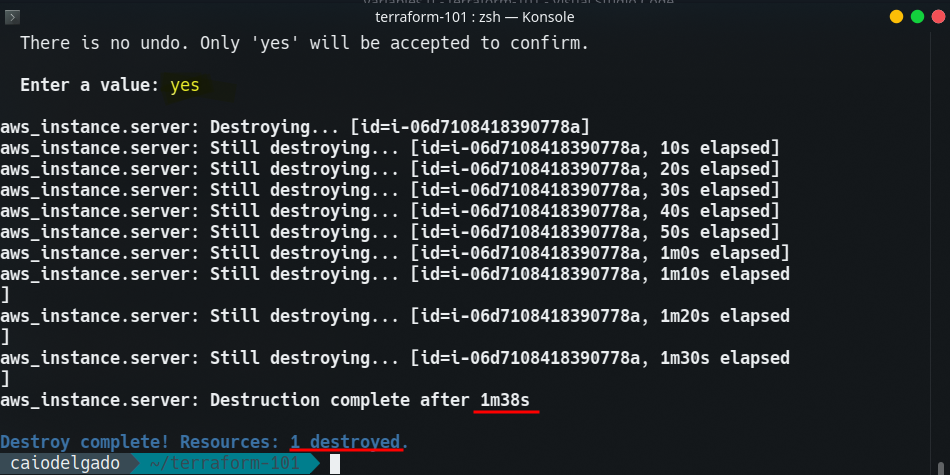 terraform-101 : zsh — Konsole
There is no undo. Only 'yes' will be accepted to confirm.
Enter a value: yes
aws_instance.server: Destroying... [id=i-06d7108418390778a]
aws_instance.server: Still destroying... [id=i-06d7108418390778a, 10s elapsed]
aws_instance.server: Still destroying... [id=i-06d7108418390778a, 20s elapsed]
aws_instance.server: Still destroying... [id=i-06d7108418390778a, 30s elapsed]
aws_instance.server: Still destroying... [id=i-06d7108418390778a, 40s elapsed]
aws_instance.server: Still destroying... [id=i-06d7108418390778a, 50s elapsed]
aws_instance.server: Still destroying... [id=i-06d7108418390778a, 1m0s elapsed]
aws_instance.server: Still destroying... [id=i-06d7108418390778a, 1m10s elapsed
]
aws_instance.server: Still destroying... [id=i-06d7108418390778a, 1m20s elapsed
]
aws_instance.server: Still destroying... [id=i-06d7108418390778a, 1m30s elapsed
]
aws_instance.server: Destruction complete after 1m38s
Destroy complete! Resources: 1 destroyed.
caiodelgado ~/terraform-101